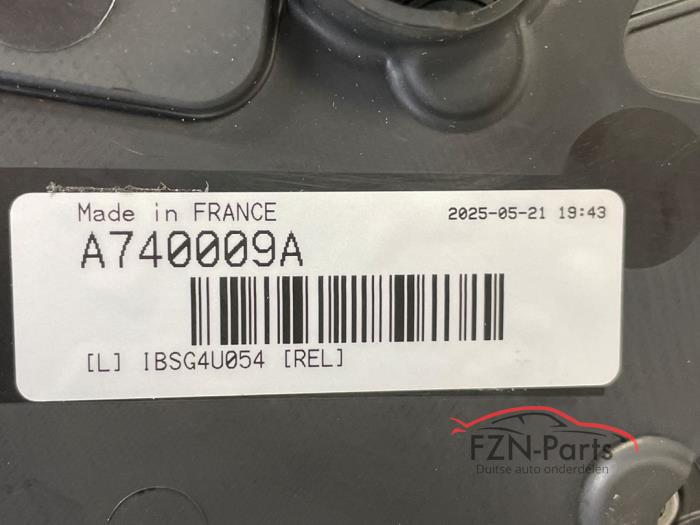 Made in FRANCE
2025-05-21 19:43
A740009A
[L] IBSG4U054 [REL]
FZN-Parts
Duitse auto onderdelen